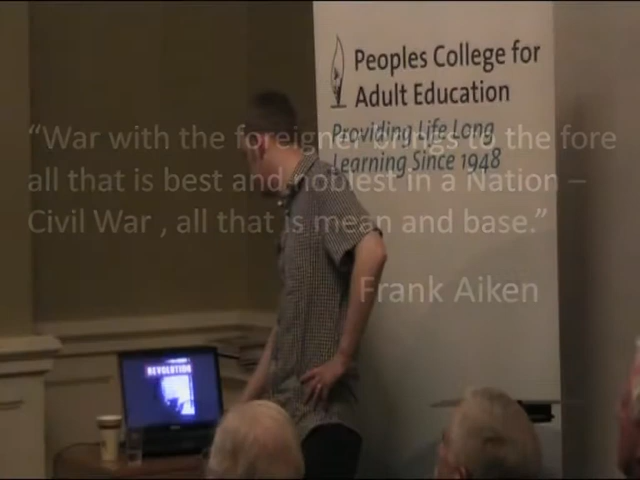 Peoples College for
Adult Education
Providing Life Long
Learning Since 1948
“War with the foreigner brings to the fore
all that is best and noblest in a Nation –
Civil War , all that is mean and base.”
Frank Aiken
REVOLUTION